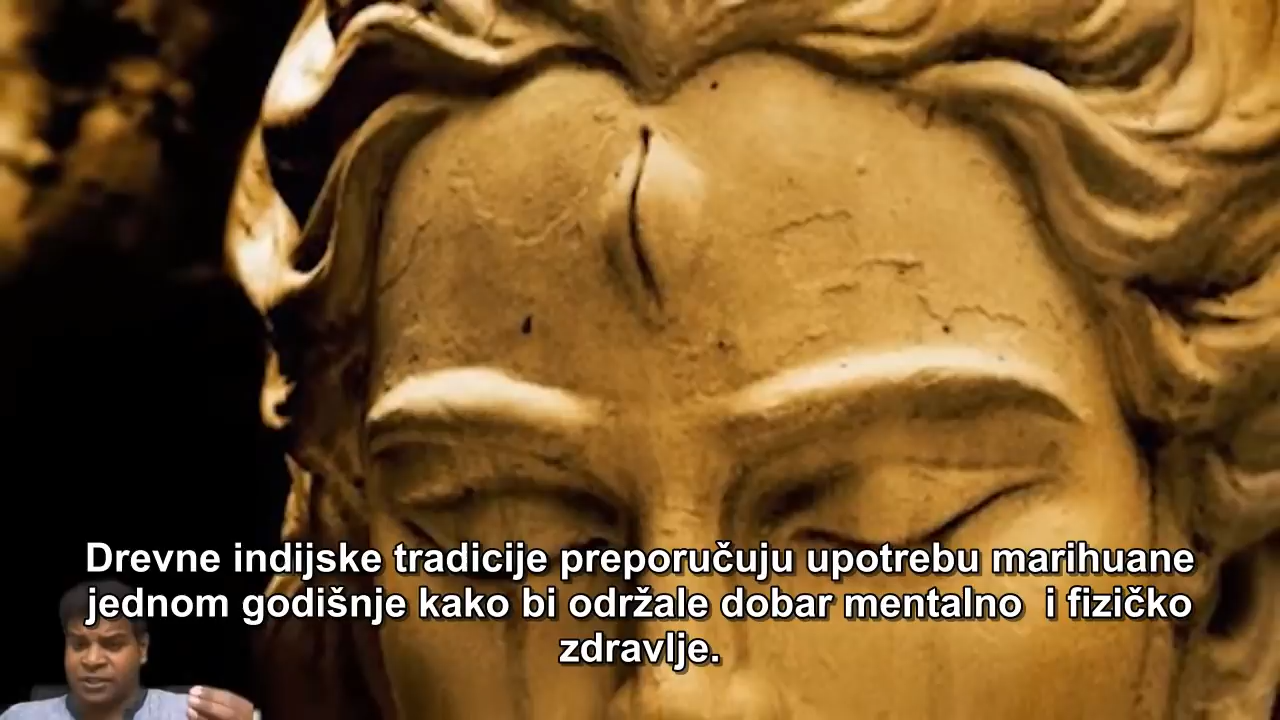 Drevne indijske tradicije preporučuju upotrebu marihuane
jednom godišnje kako bi održale dobar mentalno  i fizičko
zdravlje.